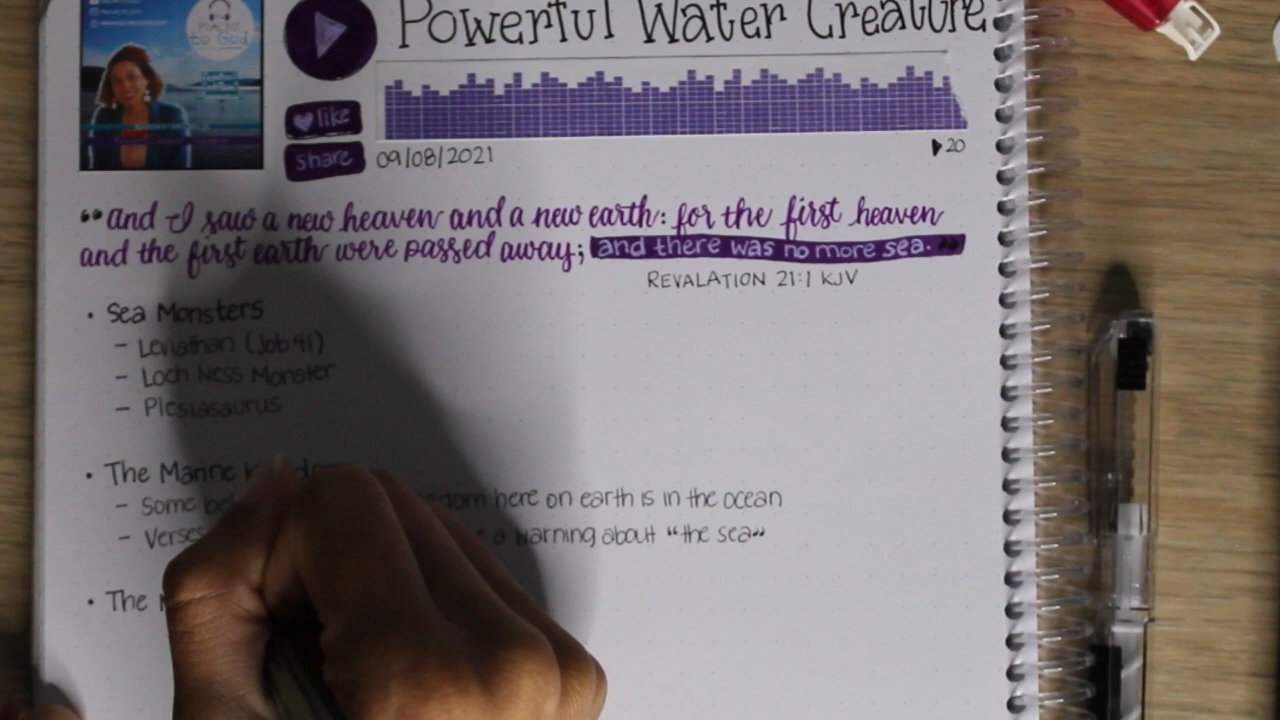 to God
Powerful Water Creature
like
share
09/08/2021
20
“and I saw a new heaven and a new earth: for the first heaven
and the first earth were passed away; and there was no more sea.”
REVALATION 21:1 KJV
• Sea Monsters
– Leviathan (Job 41)
– Loch Ness Monster
– Plesiasaurus
• The Marine
– Some here on earth is in the ocean
– Verses a warning about “the sea”
• The